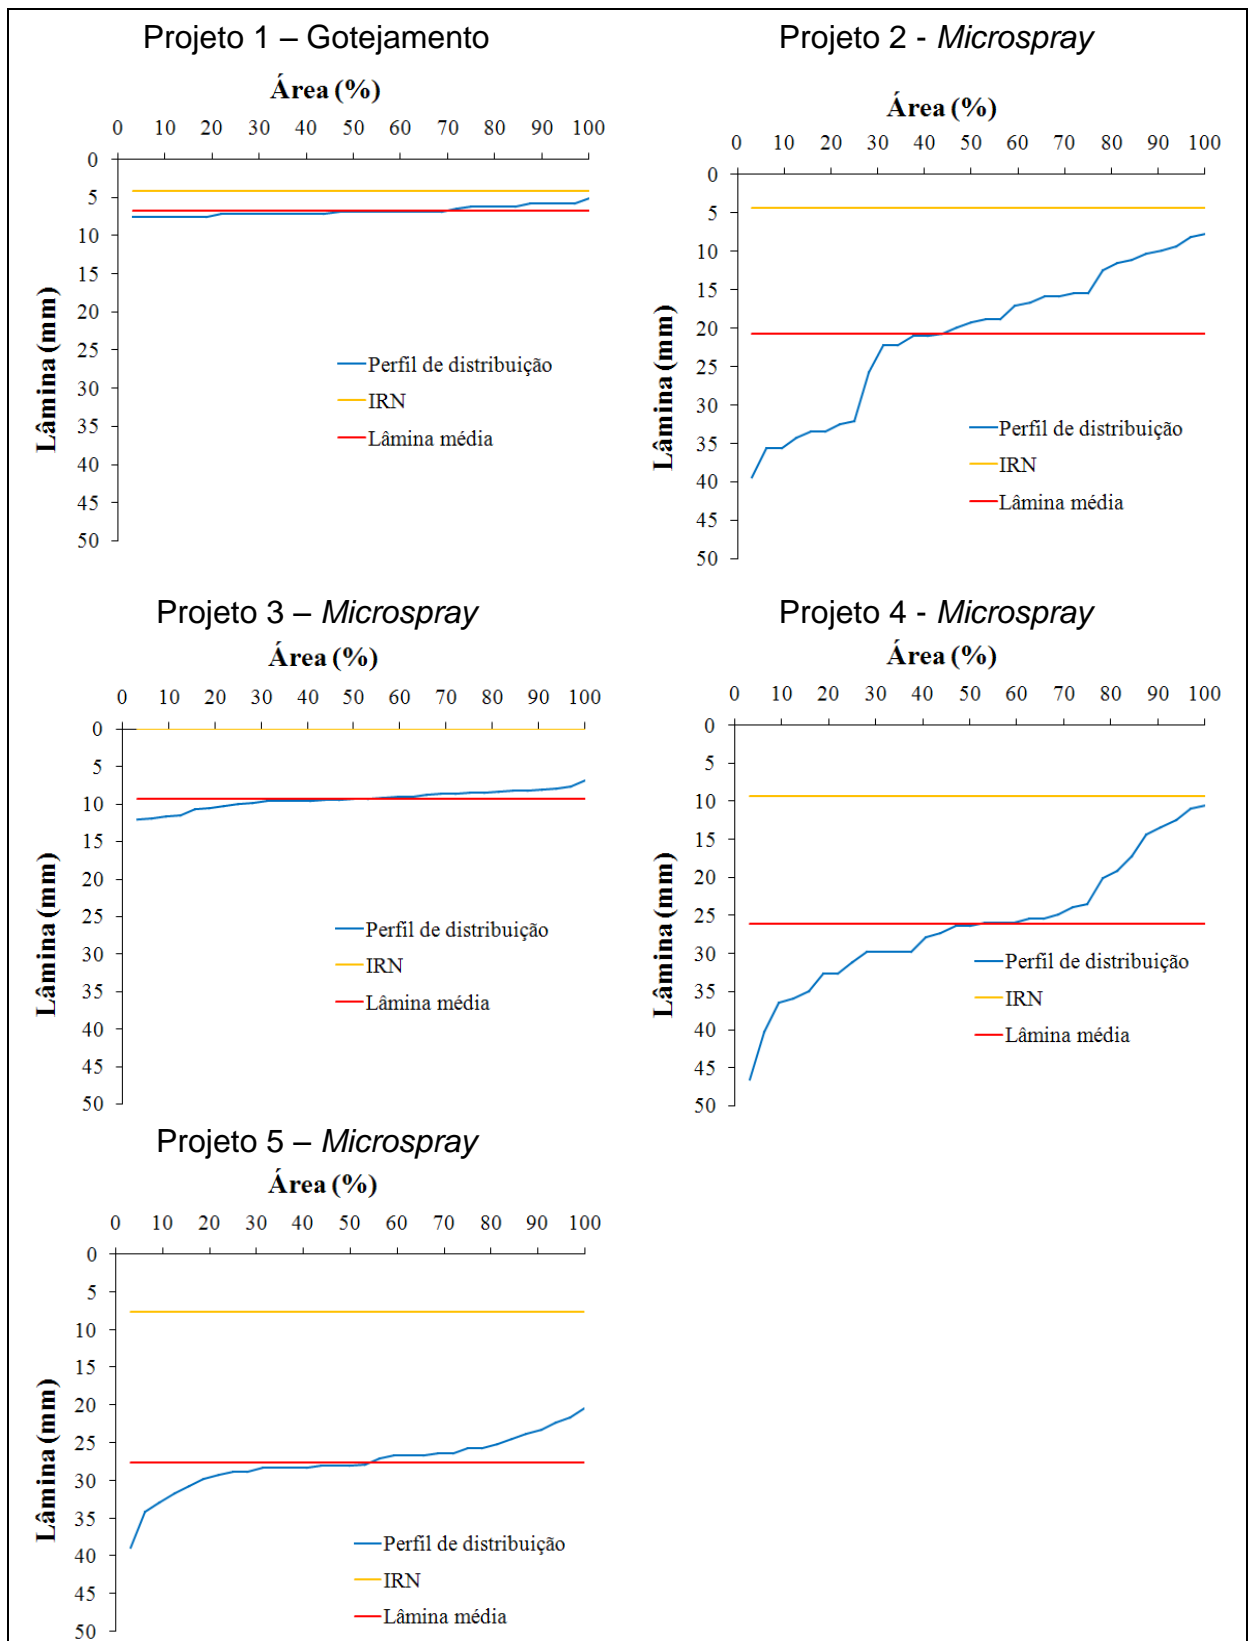 Projeto 1 – Gotejamento
Área (%)
0 10 20 30 40 50 60 70 80 90 100
0
5
10
15
20
25
30
35
40
45
50
Lâmina (mm)
Perfil de distribuição
IRN
Lâmina média
Projeto 2 - Microspray
Área (%)
0 10 20 30 40 50 60 70 80 90 100
0
5
10
15
20
25
30
35
40
45
50
Lâmina (mm)
Perfil de distribuição
IRN
Lâmina média
Projeto 3 – Microspray
Área (%)
0 10 20 30 40 50 60 70 80 90 100
0
5
10
15
20
25
30
35
40
45
50
Lâmina (mm)
Perfil de distribuição
IRN
Lâmina média
Projeto 4 - Microspray
Área (%)
0 10 20 30 40 50 60 70 80 90 100
0
5
10
15
20
25
30
35
40
45
50
Lâmina (mm)
Perfil de distribuição
IRN
Lâmina média
Projeto 5 – Microspray
Área (%)
0 10 20 30 40 50 60 70 80 90 100
0
5
10
15
20
25
30
35
40
45
50
Lâmina (mm)
Perfil de distribuição
IRN
Lâmina média